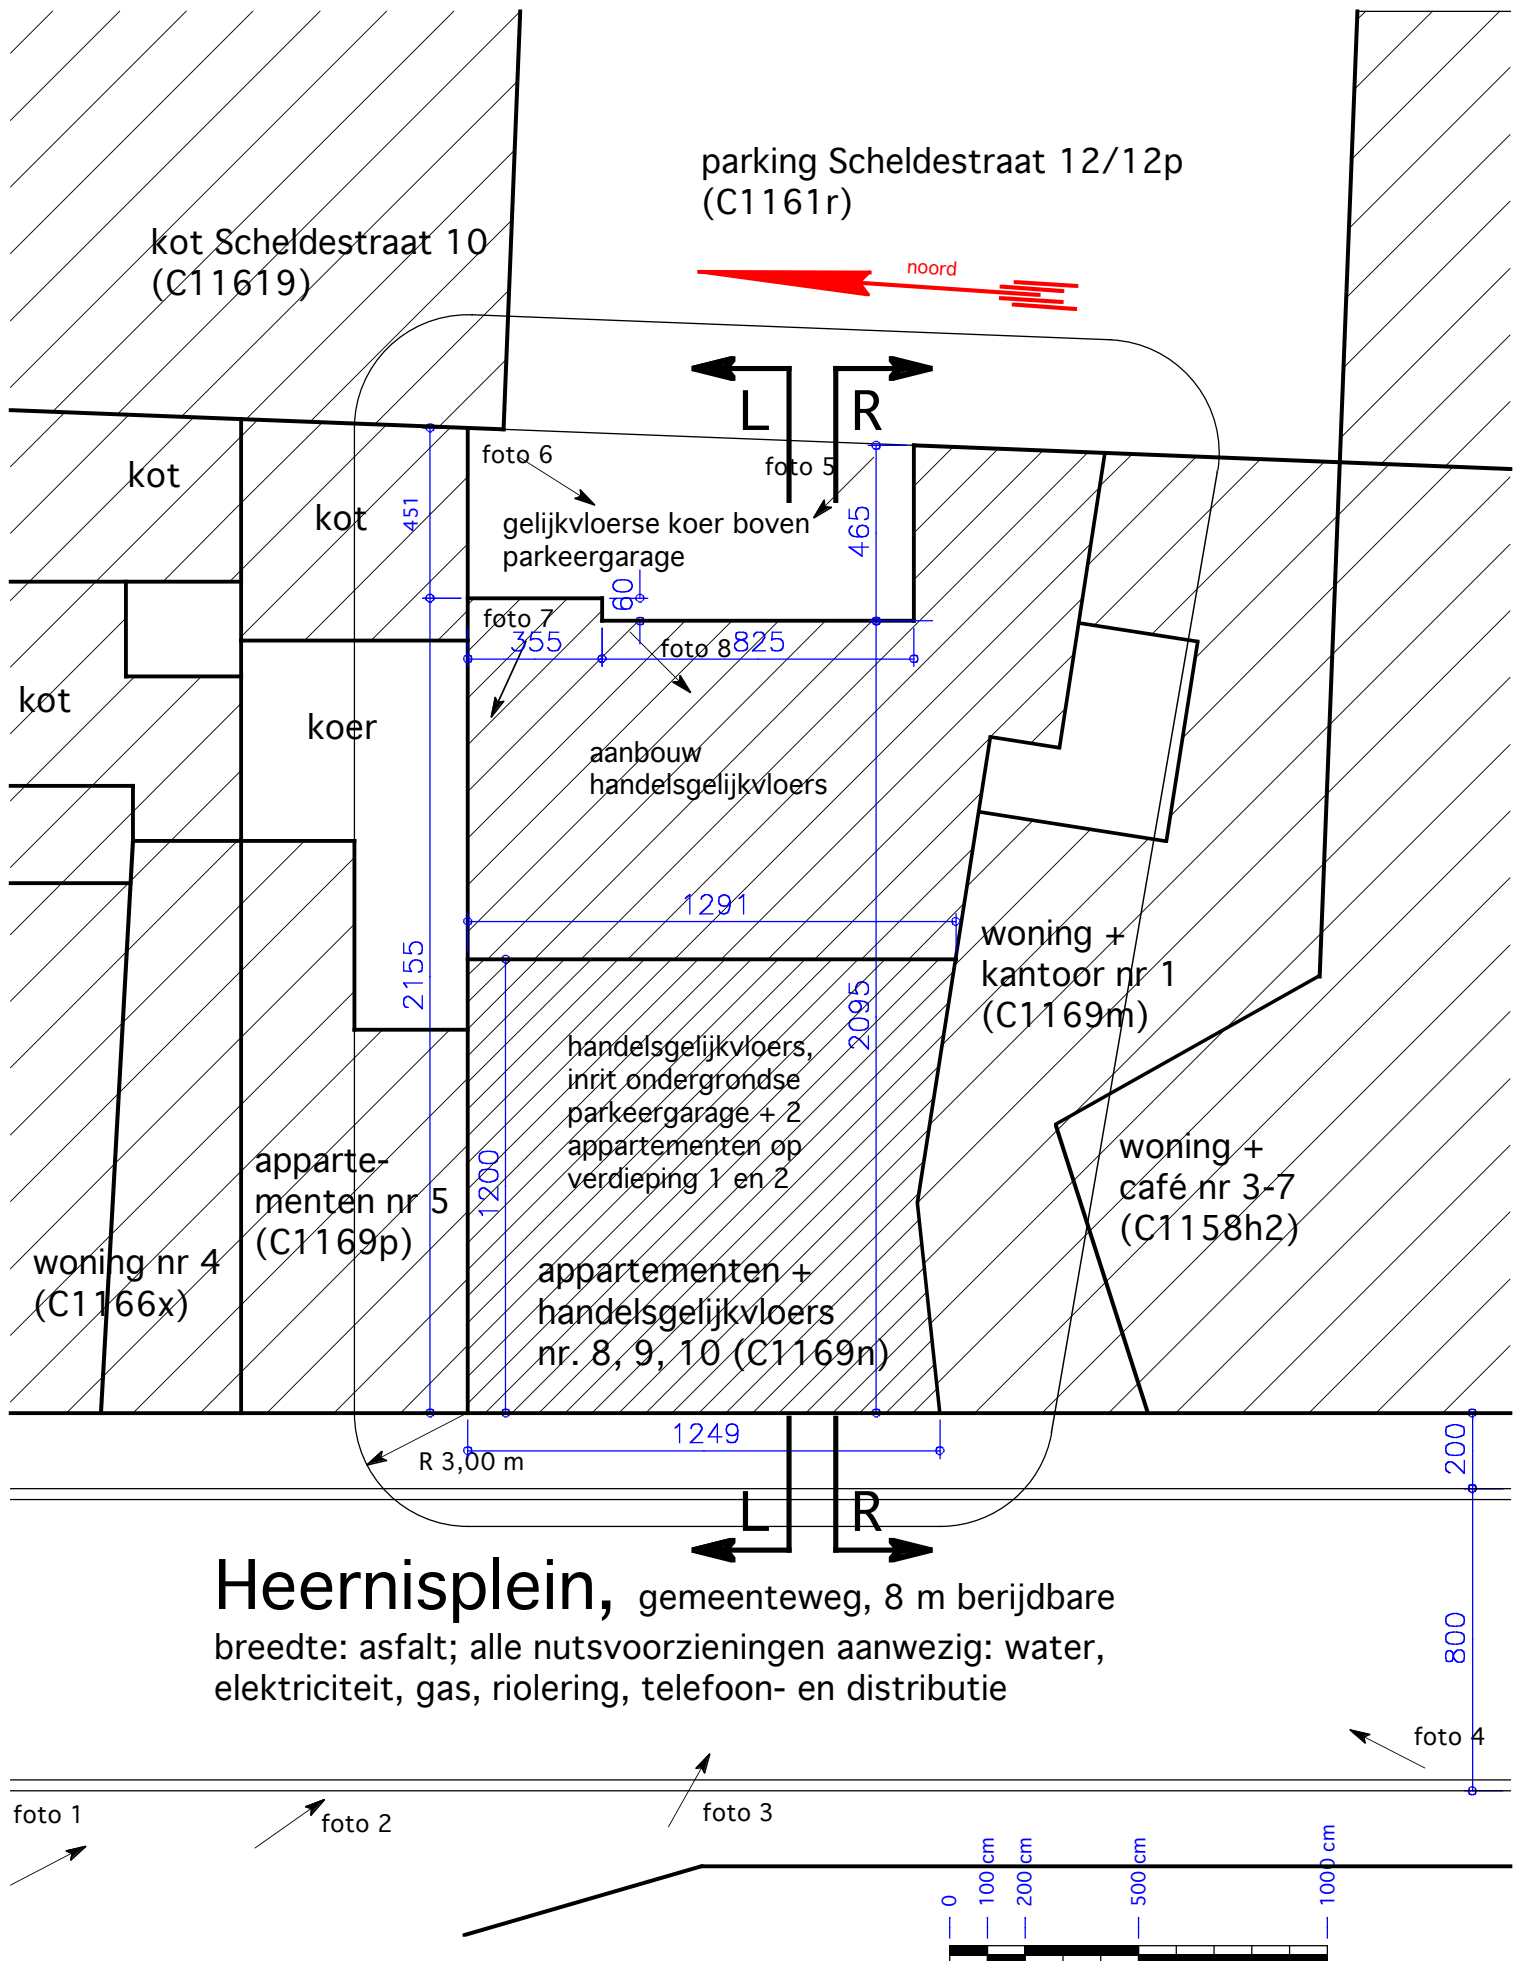 parking Scheldestraat 12/12p
(C1161r)
kot Scheldestraat 10
(C11619)
noord
L
R
foto 6
foto 5
kot
kot
451
gelijkvloerse koer boven
parkeergarage
465
60
foto 7
355
foto 8
825
kot
koer
aanbouw
handelsgelijkvloers
1291
woning +
kantoor nr 1
(C1169m)
2155
2095
handelsgelijkvloers,
inrit ondergrondse
parkeergarage + 2
appartementen op
verdieping 1 en 2
1200
apparte-
menten nr 5
(C1169p)
woning +
café nr 3-7
(C1158h2)
woning nr 4
(C1166x)
appartementen +
handelsgelijkvloers
nr. 8, 9, 10 (C1169n)
1249
R 3,00 m
200
L
R
Heernisplein, gemeenteweg, 8 m berijdbare
breedte: asfalt; alle nutsvoorzieningen aanwezig: water,
elektriciteit, gas, riolering, telefoon- en distributie
800
foto 4
foto 1
foto 2
foto 3
0
100 cm
200 cm
500 cm
1000 cm